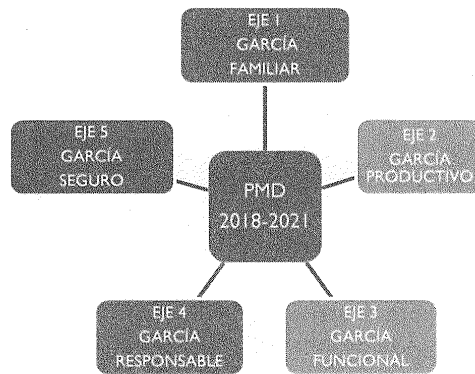 EJE 1
GARCÍA
FAMILIAR
EJE 5
GARCÍA
SEGURO
EJE 2
GARCÍA
PRODUCTIVO
PMD
2018-2021
EJE 4
GARCÍA
RESPONSABLE
EJE 3
GARCÍA
FUNCIONAL